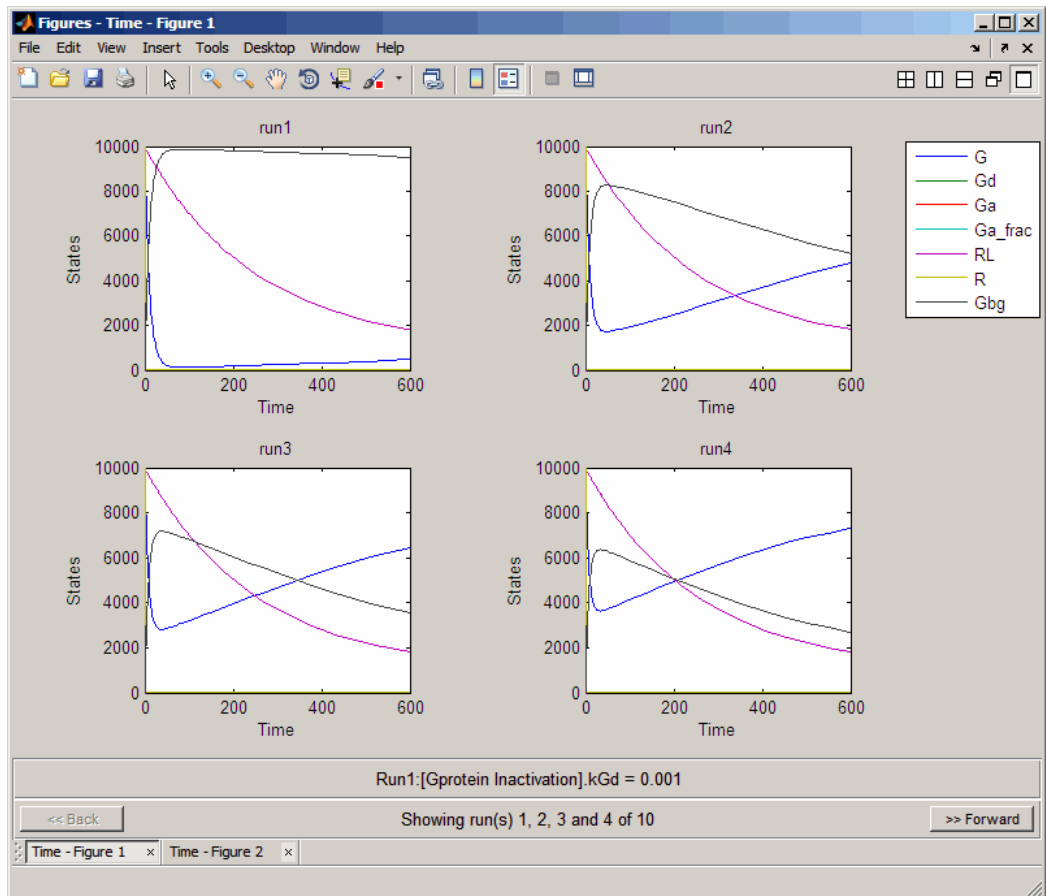 Figures - Time - Figure 1
File Edit View Insert Tools Desktop Window Help
run1
10000
8000
6000
4000
2000
0
States
0 200 400 600
Time
run2
10000
8000
6000
4000
2000
0
States
0 200 400 600
Time
G
Gd
Ga
Ga_frac
RL
R
Gbg
run3
10000
8000
6000
4000
2000
0
States
0 200 400 600
Time
run4
10000
8000
6000
4000
2000
0
States
0 200 400 600
Time
Run1:[Gprotein Inactivation].kGd = 0.001
<< Back
Showing run(s) 1, 2, 3 and 4 of 10
>> Forward
Time - Figure 1 × Time - Figure 2 ×